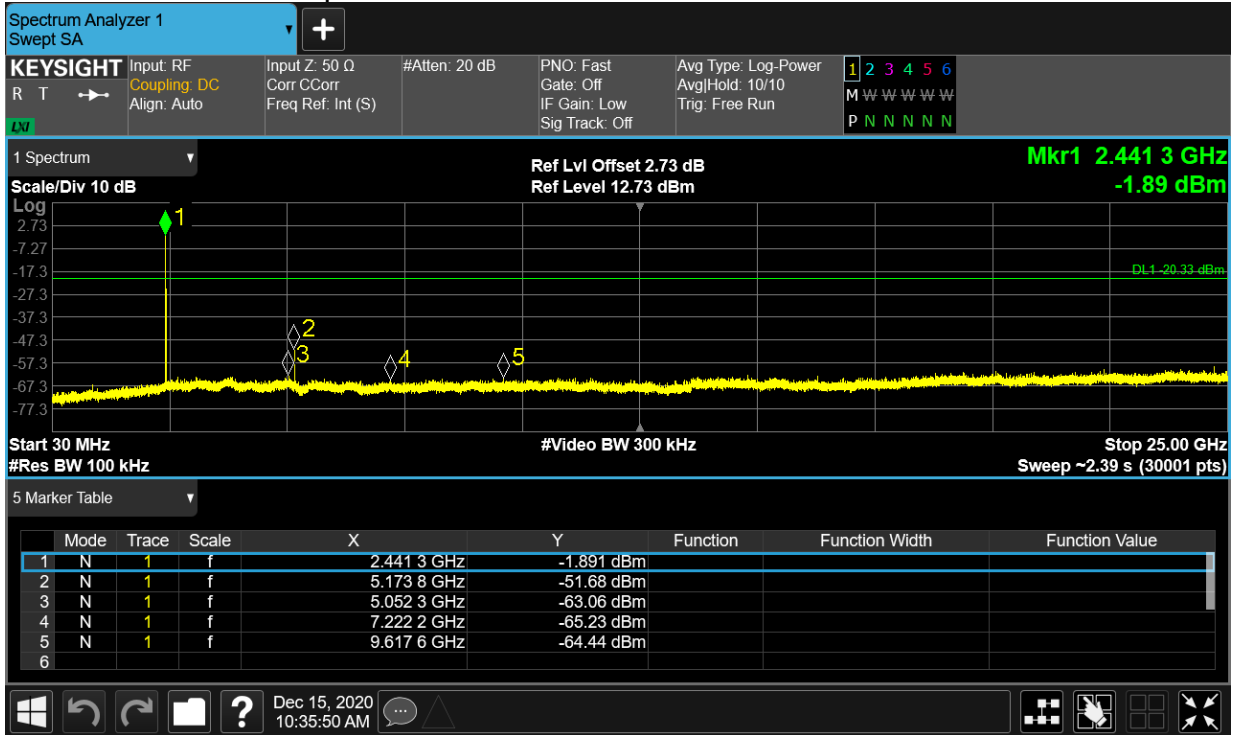 Spectrum Analyzer 1
Swept SA
KEYSIGHT
R T
LXI
Input: RF
Coupling: DC
Align: Auto
Input Z: 50 Ω
Corr CCorr
Freq Ref: Int (S)
#Atten: 20 dB
PNO: Fast
Gate: Off
IF Gain: Low
Sig Track: Off
Avg Type: Log-Power
Avg|Hold: 10/10
Trig: Free Run
1 2 3 4 5 6
M W W W W W
P N N N N N
1 Spectrum
Scale/Div 10 dB
Ref Lvl Offset 2.73 dB
Ref Level 12.73 dBm
Mkr1 2.441 3 GHz
-1.89 dBm
Log
2.73
-7.27
-17.3
-27.3
-37.3
-47.3
-57.3
-67.3
-77.3
1
2
3
4
5
DL1 -20.33 dBm
Start 30 MHz
#Res BW 100 kHz
#Video BW 300 kHz
Stop 25.00 GHz
Sweep ~2.39 s (30001 pts)
5 Marker Table
Mode Trace Scale X Y Function Function Width Function Value
1 N 1 f 2.441 3 GHz -1.891 dBm
2 N 1 f 5.173 8 GHz -51.68 dBm
3 N 1 f 5.052 3 GHz -63.06 dBm
4 N 1 f 7.222 2 GHz -65.23 dBm
5 N 1 f 9.617 6 GHz -64.44 dBm
6
?
Dec 15, 2020
10:35:50 AM